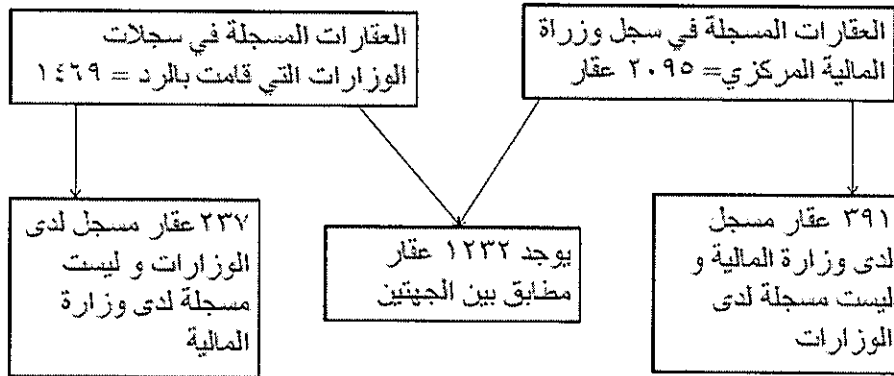 العقارات المسجلة في سجل وزراة
المالية المركزي= ٢٠٩٥ عقار
العقارات المسجلة في سجلات
الوزارات التي قامت بالرد = ١٤٦٩
٣٩١ عقار مسجل
لدى وزارة المالية و
ليست مسجلة لدى
الوزارات
يوجد ١٢٣٢ عقار
مطابق بين الجهتين
٢٣٧ عقار مسجل لدى
الوزارات و ليست
مسجلة لدى وزارة
المالية